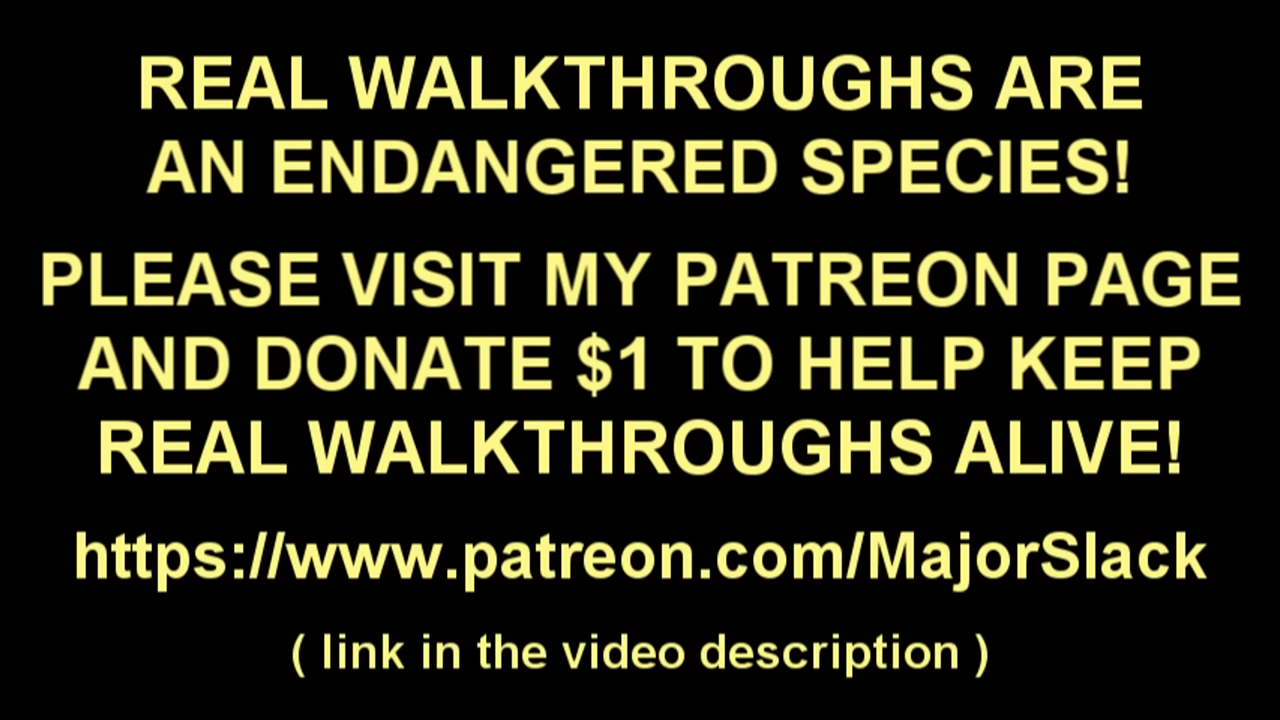 REAL WALKTHROUGHS ARE
AN ENDANGERED SPECIES!
PLEASE VISIT MY PATREON PAGE
AND DONATE $1 TO HELP KEEP
REAL WALKTHROUGHS ALIVE!
https://www.patreon.com/MajorSlack
( link in the video description )